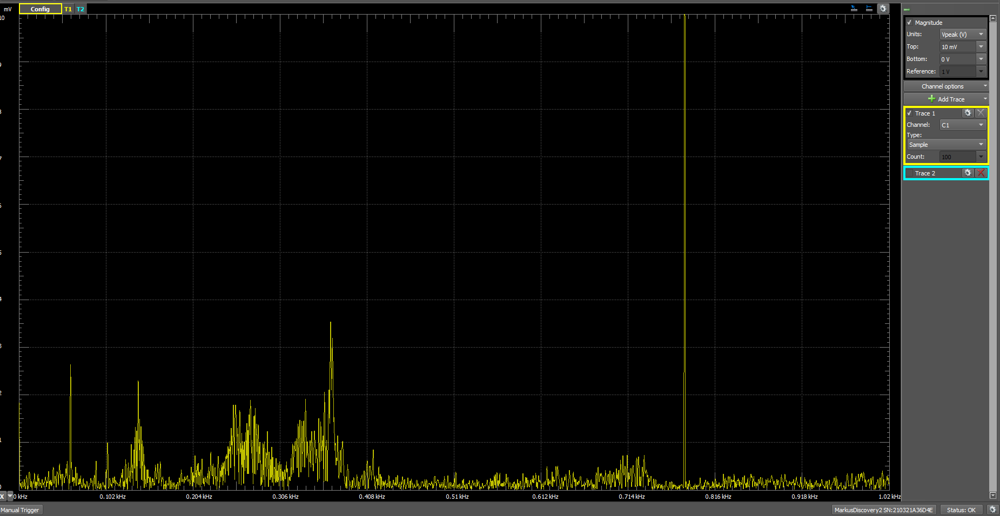 mV Config T1 T2
10
9
8
7
6
5
4
3
2
1
0
X 0 kHz 0.102 kHz 0.204 kHz 0.306 kHz 0.408 kHz 0.51 kHz 0.612 kHz 0.714 kHz 0.816 kHz 0.918 kHz 1.02 kHz
Magnitude
Units: Vpeak (V)
Top: 10 mV
Bottom: 0 V
Reference: 1 V
Channel options
Add Trace
Trace 1
Channel: C1
Type:
Sample
Count: 100
Trace 2
Manual Trigger MarkusDiscovery2 SN:210321A36D4E Status: OK